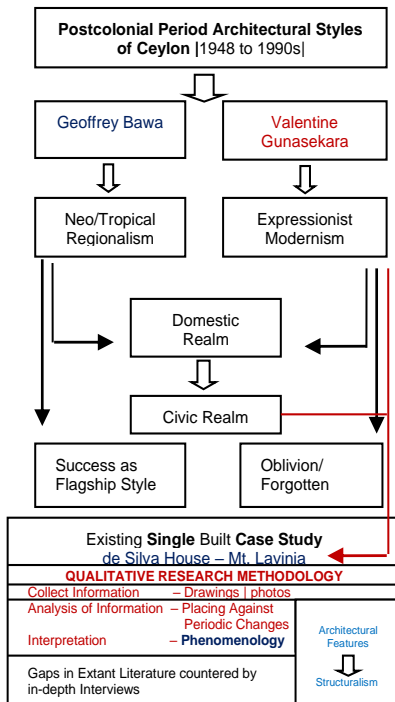 Postcolonial Period Architectural Styles
of Ceylon |1948 to 1990s|
Geoffrey Bawa
Valentine
Gunasekara
Neo/Tropical
Regionalism
Expressionist
Modernism
Domestic
Realm
Civic Realm
Success as
Flagship Style
Oblivion/
Forgotten
Existing Single Built Case Study
de Silva House – Mt. Lavinia
QUALITATIVE RESEARCH METHODOLOGY
Collect Information – Drawings | photos
Analysis of Information – Placing Against
Periodic Changes
Interpretation – Phenomenology
Architectural
Features
Structuralism
Gaps in Extant Literature countered by
in-depth Interviews